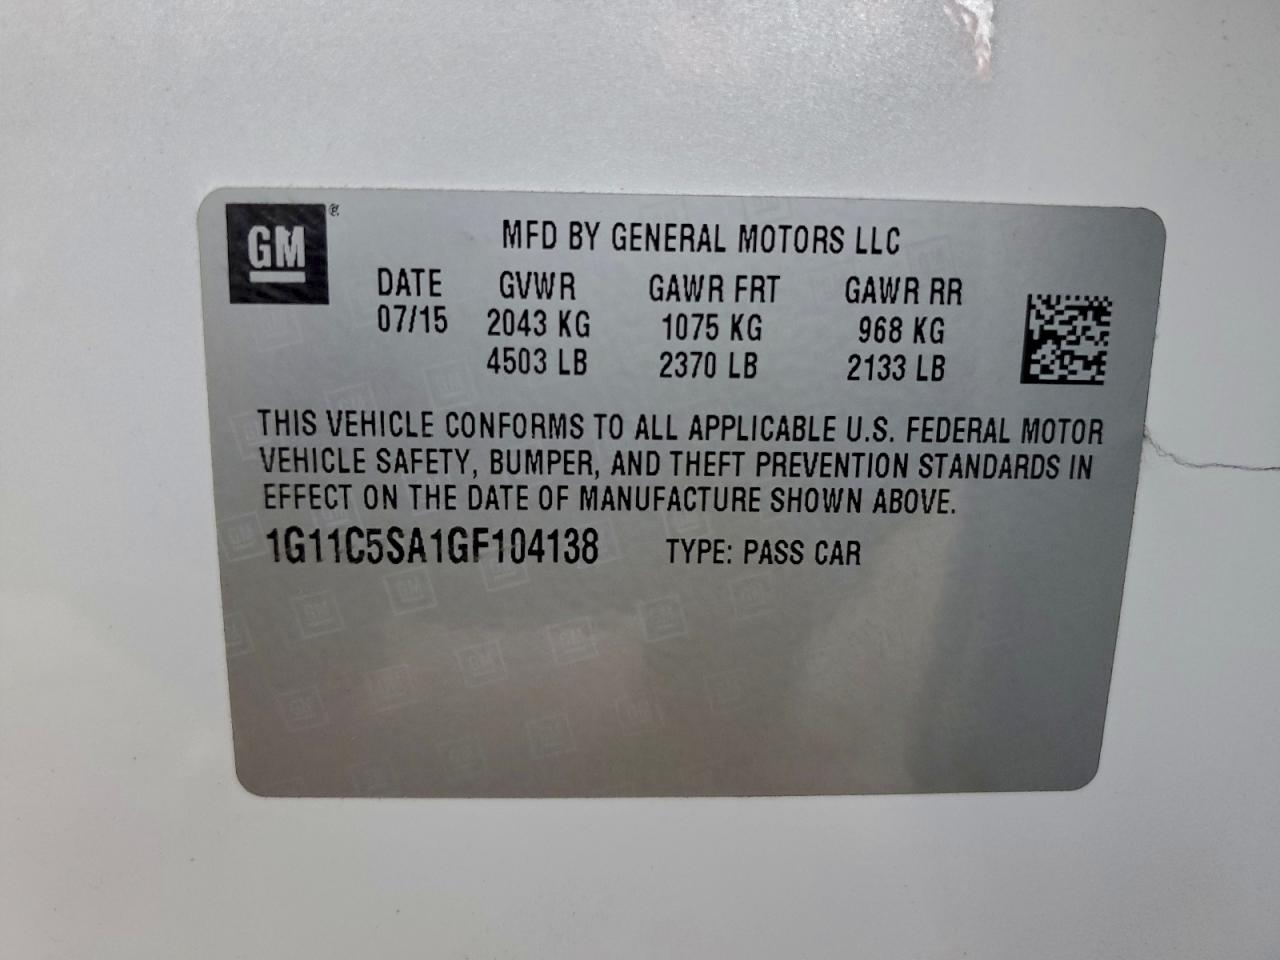 GM ®
MFD BY GENERAL MOTORS LLC
DATE GVWR GAWR FRT GAWR RR
07/15 2043 KG 1075 KG 968 KG
4503 LB 2370 LB 2133 LB
THIS VEHICLE CONFORMS TO ALL APPLICABLE U.S. FEDERAL MOTOR
VEHICLE SAFETY, BUMPER, AND THEFT PREVENTION STANDARDS IN
EFFECT ON THE DATE OF MANUFACTURE SHOWN ABOVE.
1G11C5SA1GF104138 TYPE: PASS CAR